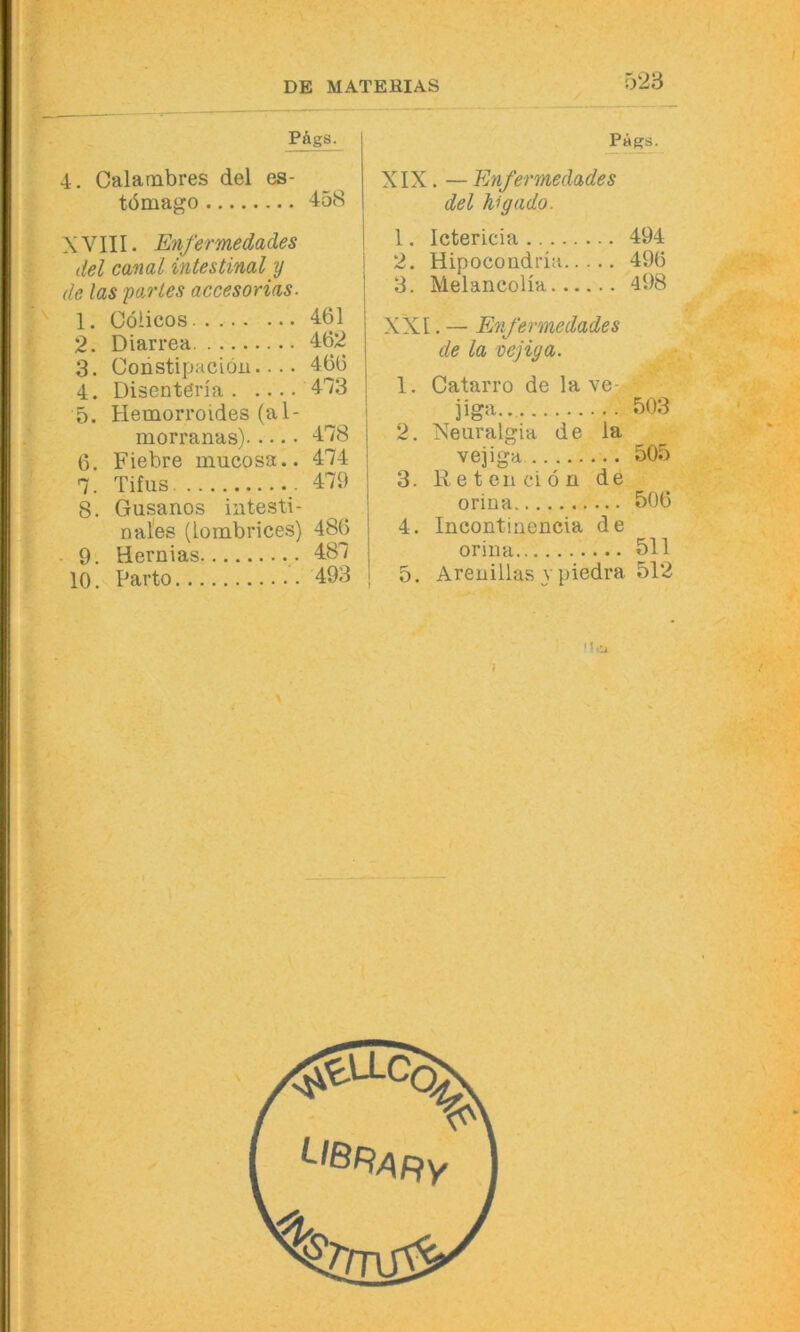 DE MATERIAS
523
Págs.
4. Calambres del es-
tómago ........ 458
XVIII. Enfermedades
del canal intestinal y
de las partes accesorias.
1. Cólicos ........ 461
2. Diarrea ......... 462
3. Constipación .... 466
4. Disentería ...... 473
5. Hemorroides (al-
morranas) ..... 478
6. Fiebre mucosa .. 474
7. Tifus ........... 479
8. Gusanos intesti-
nales (lombrices) 486
9. Hernias .......... 487
10. Parto ............ 493
Págs.
XIX. — Enfermedades
del hígado.
1. Ictericia ........ 494
2. Hipocondria ..... 496
3. Melancolía ...... 498
XXI. — Enfermedades
de la vejiga.
1. Catarro de la ve-
jiga ........... 503
2. Neuralgia de la
vejiga ......... 505
3. Retención de
orina .......... 506
4. Incontinencia de
orina .......... 511
5. Arenillas y piedra 512
WELLCOME
LIBRARY
INSTITUTE